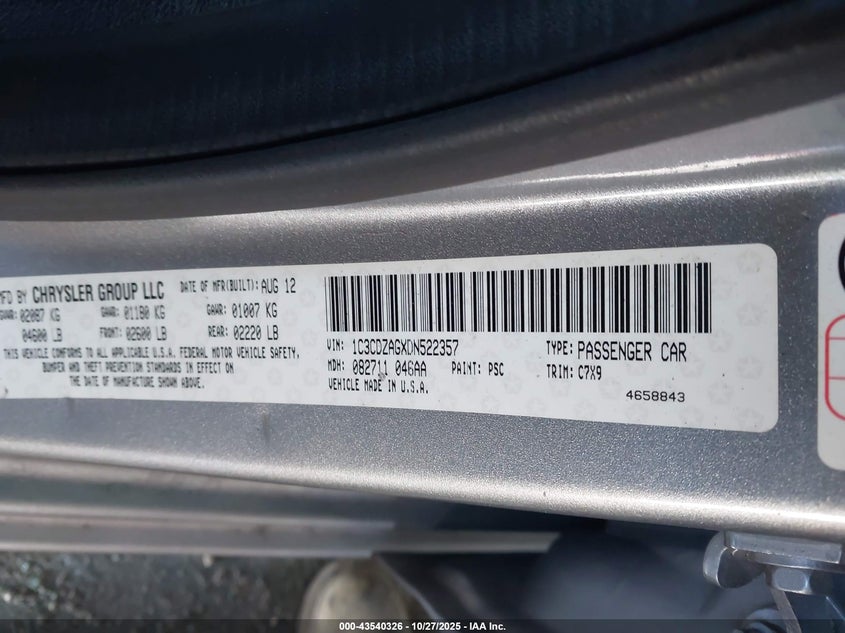 MFD BY CHRYSLER GROUP LLC DATE OF MFR(BUILT): AUG 12
GVWR: 02087 KG GAWR: 01180 KG GAWR: 01007 KG
04600 LB FRONT: 02600 LB REAR: 02220 LB
THIS VEHICLE CONFORMS TO ALL APPLICABLE U.S.A. FEDERAL MOTOR VEHICLE SAFETY,
BUMPER AND THEFT PREVENTION STANDARDS IN EFFECT ON
THE DATE OF MANUFACTURE SHOWN ABOVE.
VIN: 1C3CDZAGXDN522357 TYPE: PASSENGER CAR
MDH: 082711 046AA PAINT: PSC TRIM: C7X9
VEHICLE MADE IN U.S.A. 4658843
000-43540326 - 10/27/2025 - IAA Inc.